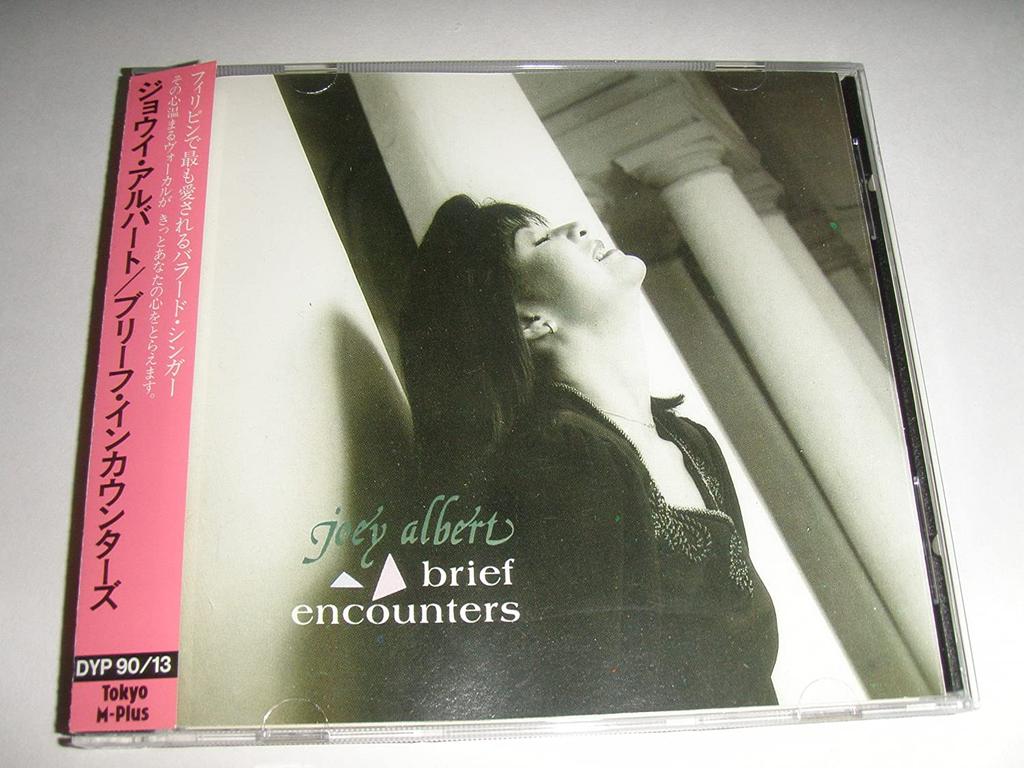 フィリピンで最も愛されるバラード・シンガー
その心温まるヴォーカルが きっとあなたの心をとらえます。
ジョウイ・アルバート/ブリーフ・インカウンターズ
DYP 90/13
Tokyo
M-Plus
joey albert
brief
encounters